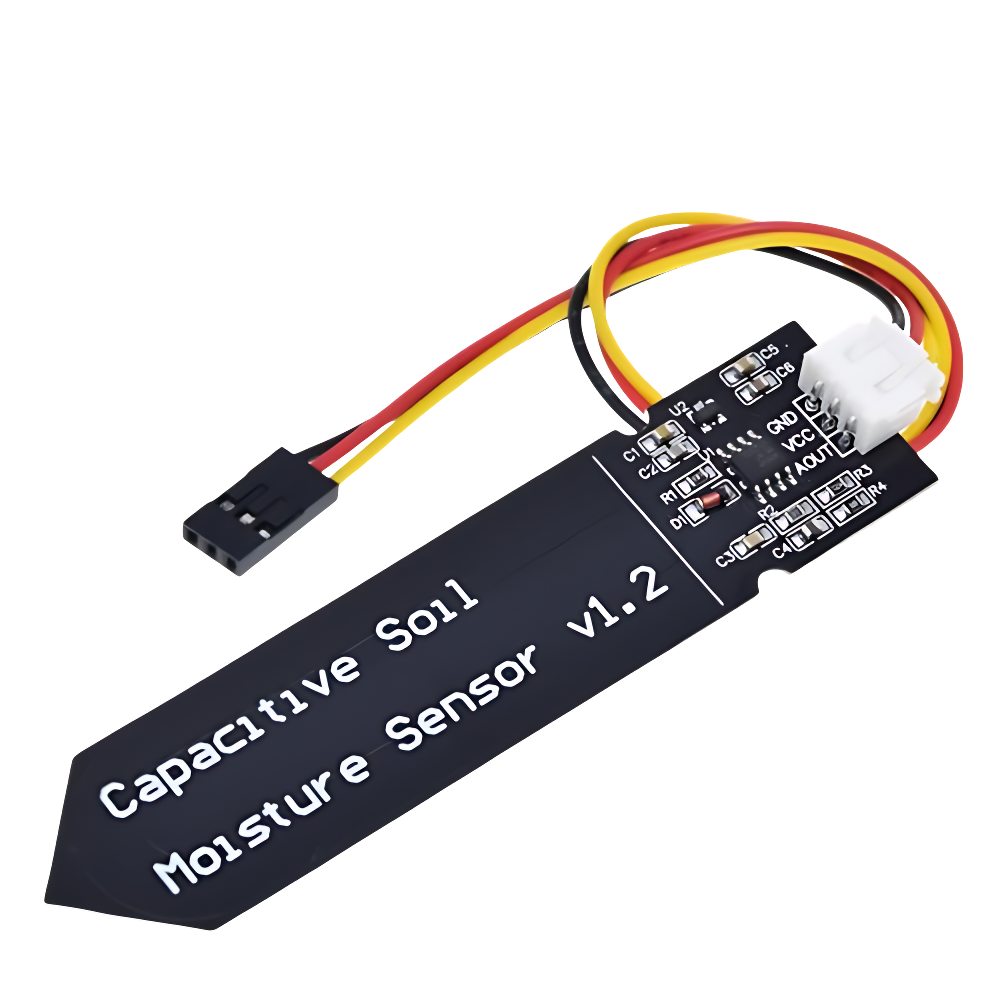 Capacitive Soil
Moisture Sensor v1.2
C5
C6
U2
GND
VCC
AOUT
C1
C2
U1
R1
D1
R2
R3
R4
C3
C4